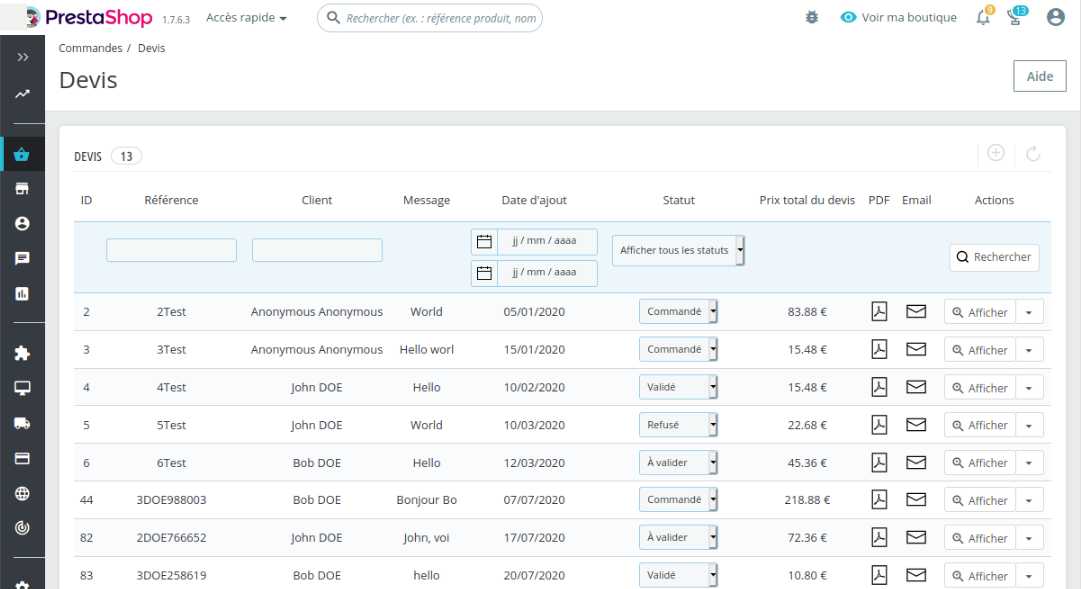 PrestaShop 1.7.6.3 Accès rapide Rechercher (ex. : référence produit, nom Voir ma boutique 9 13
Commandes / Devis
Devis Aide
DEVIS 13
ID Référence Client Message Date d'ajout Statut Prix total du devis PDF Email Actions
jj / mm / aaaa Afficher tous les statuts Rechercher
jj / mm / aaaa
2 2Test Anonymous Anonymous World 05/01/2020 Commandé 83.88 € Afficher
3 3Test Anonymous Anonymous Hello worl 15/01/2020 Commandé 15.48 € Afficher
4 4Test John DOE Hello 10/02/2020 Validé 15.48 € Afficher
5 5Test John DOE World 10/03/2020 Refusé 22.68 € Afficher
6 6Test Bob DOE Hello 12/03/2020 À valider 45.36 € Afficher
44 3DOE988003 Bob DOE Bonjour Bo 07/07/2020 Commandé 218.88 € Afficher
82 2DOE766652 John DOE John, voi 17/07/2020 À valider 72.36 € Afficher
83 3DOE258619 Bob DOE hello 20/07/2020 Validé 10.80 € Afficher